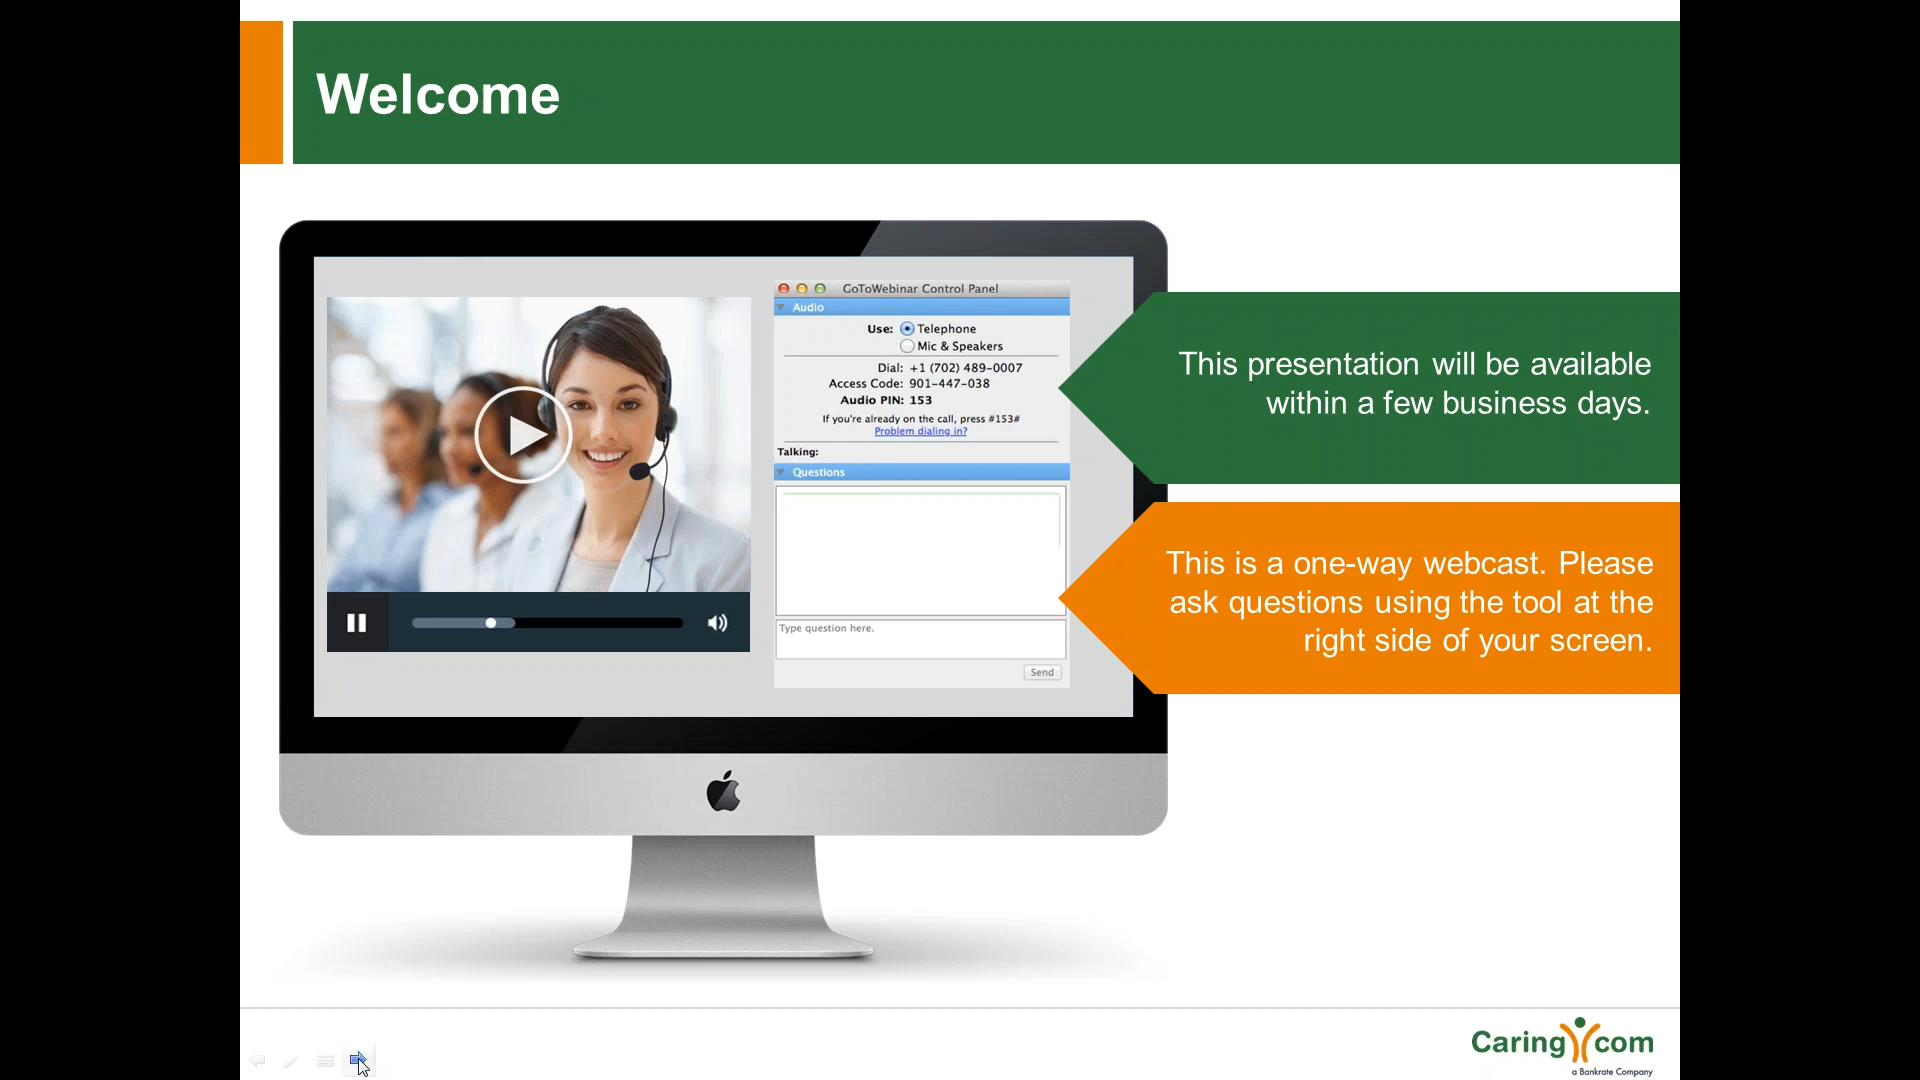 Welcome
GoToWebinar Control Panel
Audio
Use: Telephone
Mic & Speakers
Dial: +1 (702) 489-0007
Access Code: 901-447-038
Audio PIN: 153
If you're already on the call, press #153#
Problem dialing in?
Talking:
Questions
Type question here.
Send
This presentation will be available
within a few business days.
This is a one-way webcast. Please
ask questions using the tool at the
right side of your screen.
Caring com
a Bankrate Company